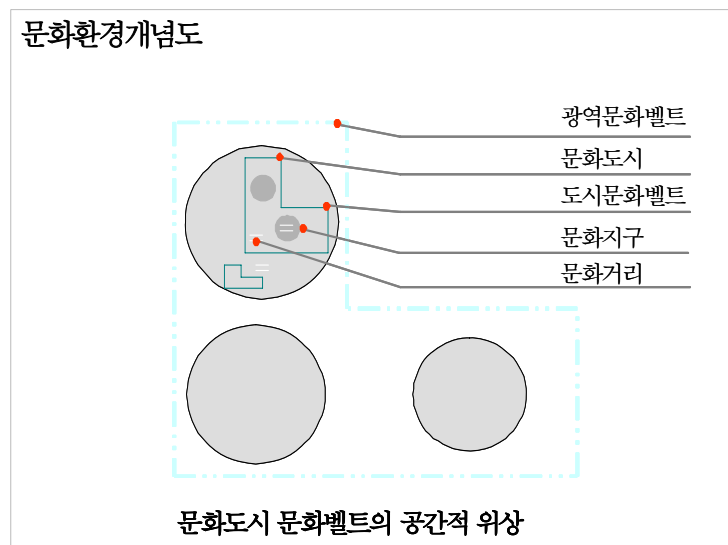 문화환경개념도
광역문화벨트
문화도시
도시문화벨트
문화지구
문화거리
문화도시 문화벨트의 공간적 위상